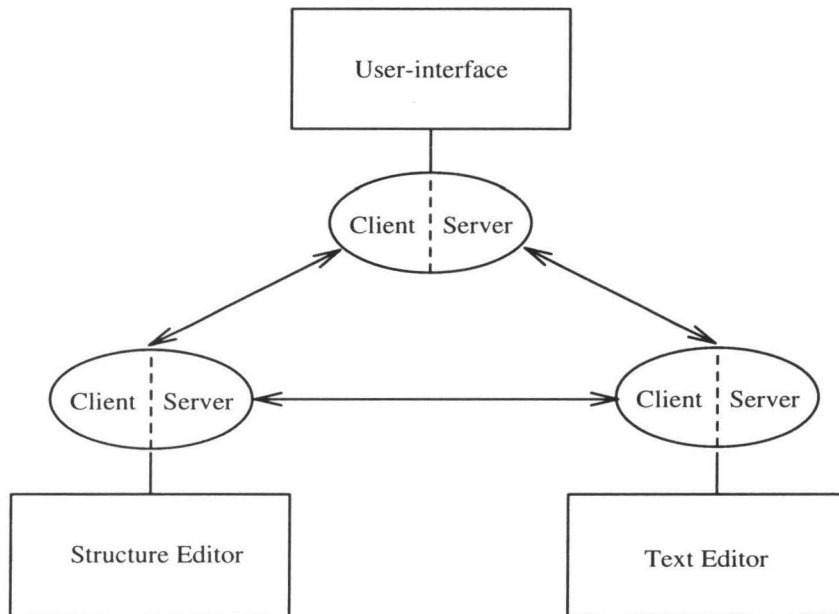 User-interface
Client Server
Client Server
Client Server
Structure Editor
Text Editor